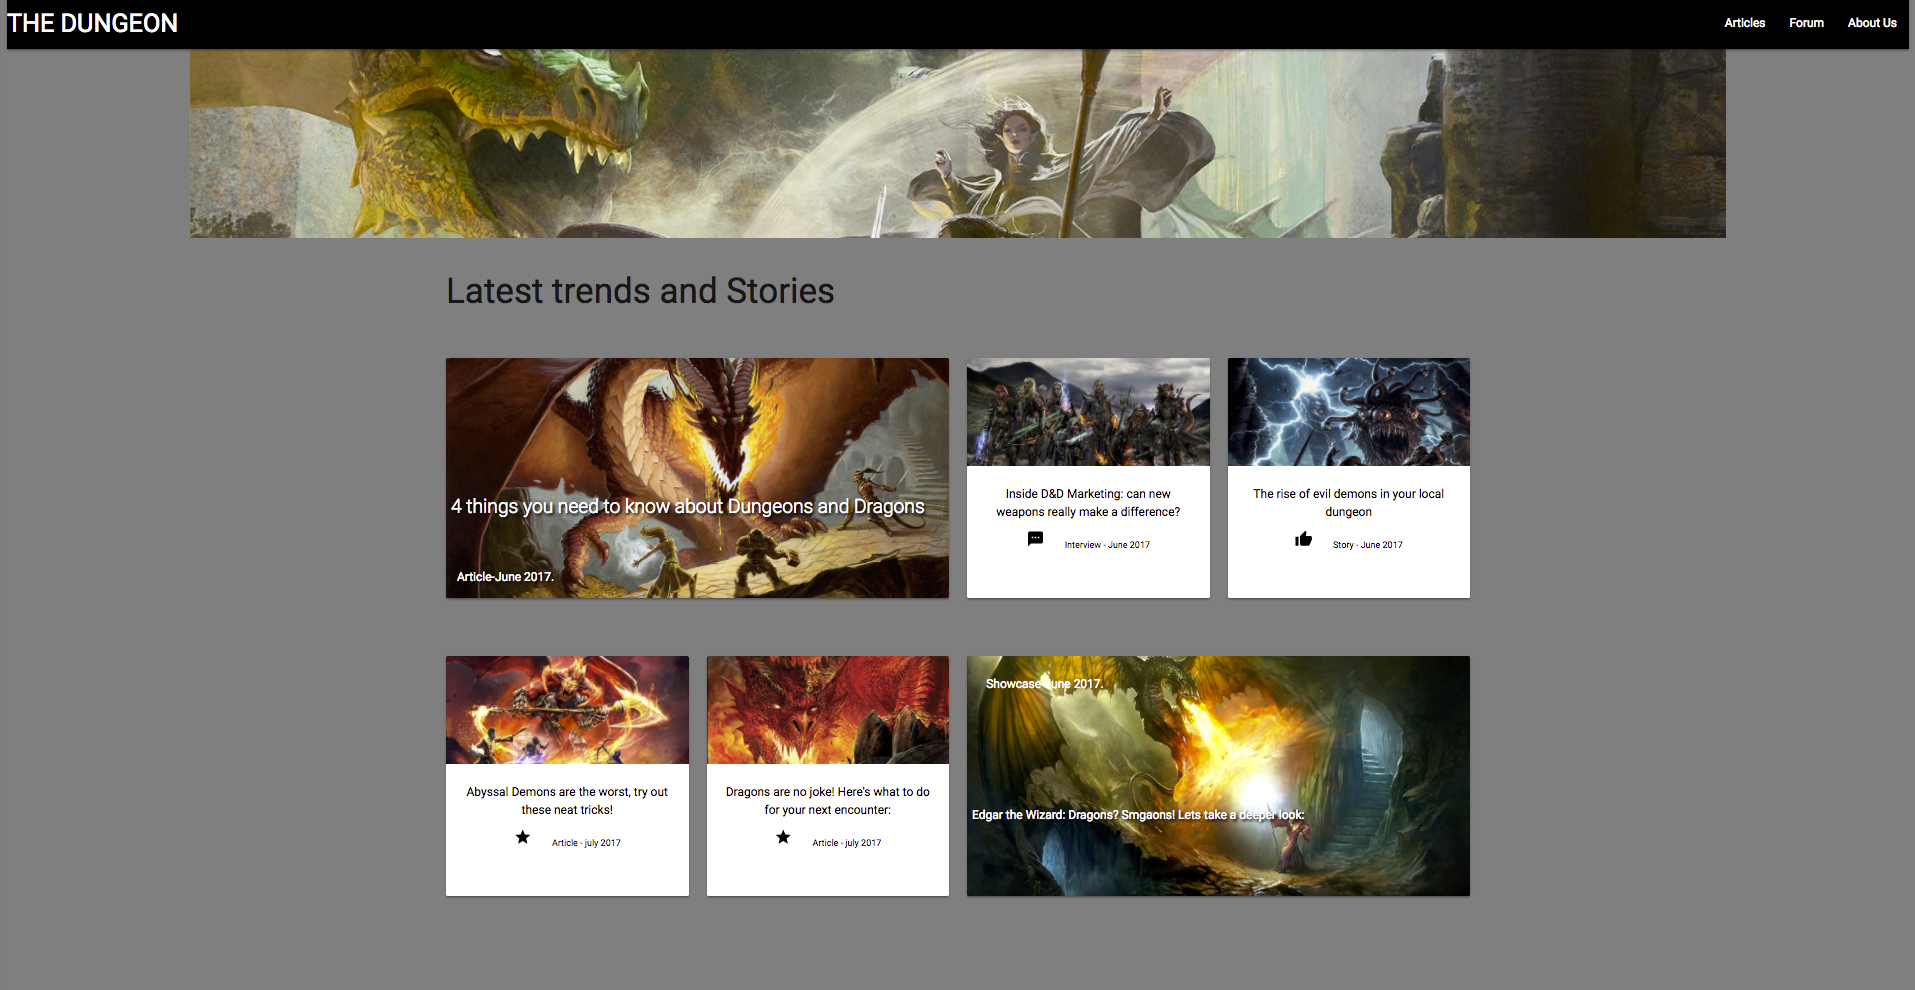 THE DUNGEON
Articles Forum About Us
Latest trends and Stories
4 things you need to know about Dungeons and Dragons
Article-June 2017.
Inside D&D Marketing: can new
weapons really make a difference?
Interview - June 2017
The rise of evil demons in your local
dungeon
Story - June 2017
Abyssal Demons are the worst, try out
these neat tricks!
Article - july 2017
Dragons are no joke! Here's what to do
for your next encounter:
Article - july 2017
Showcase-June 2017.
Edgar the Wizard: Dragons? Smgaons! Lets take a deeper look: